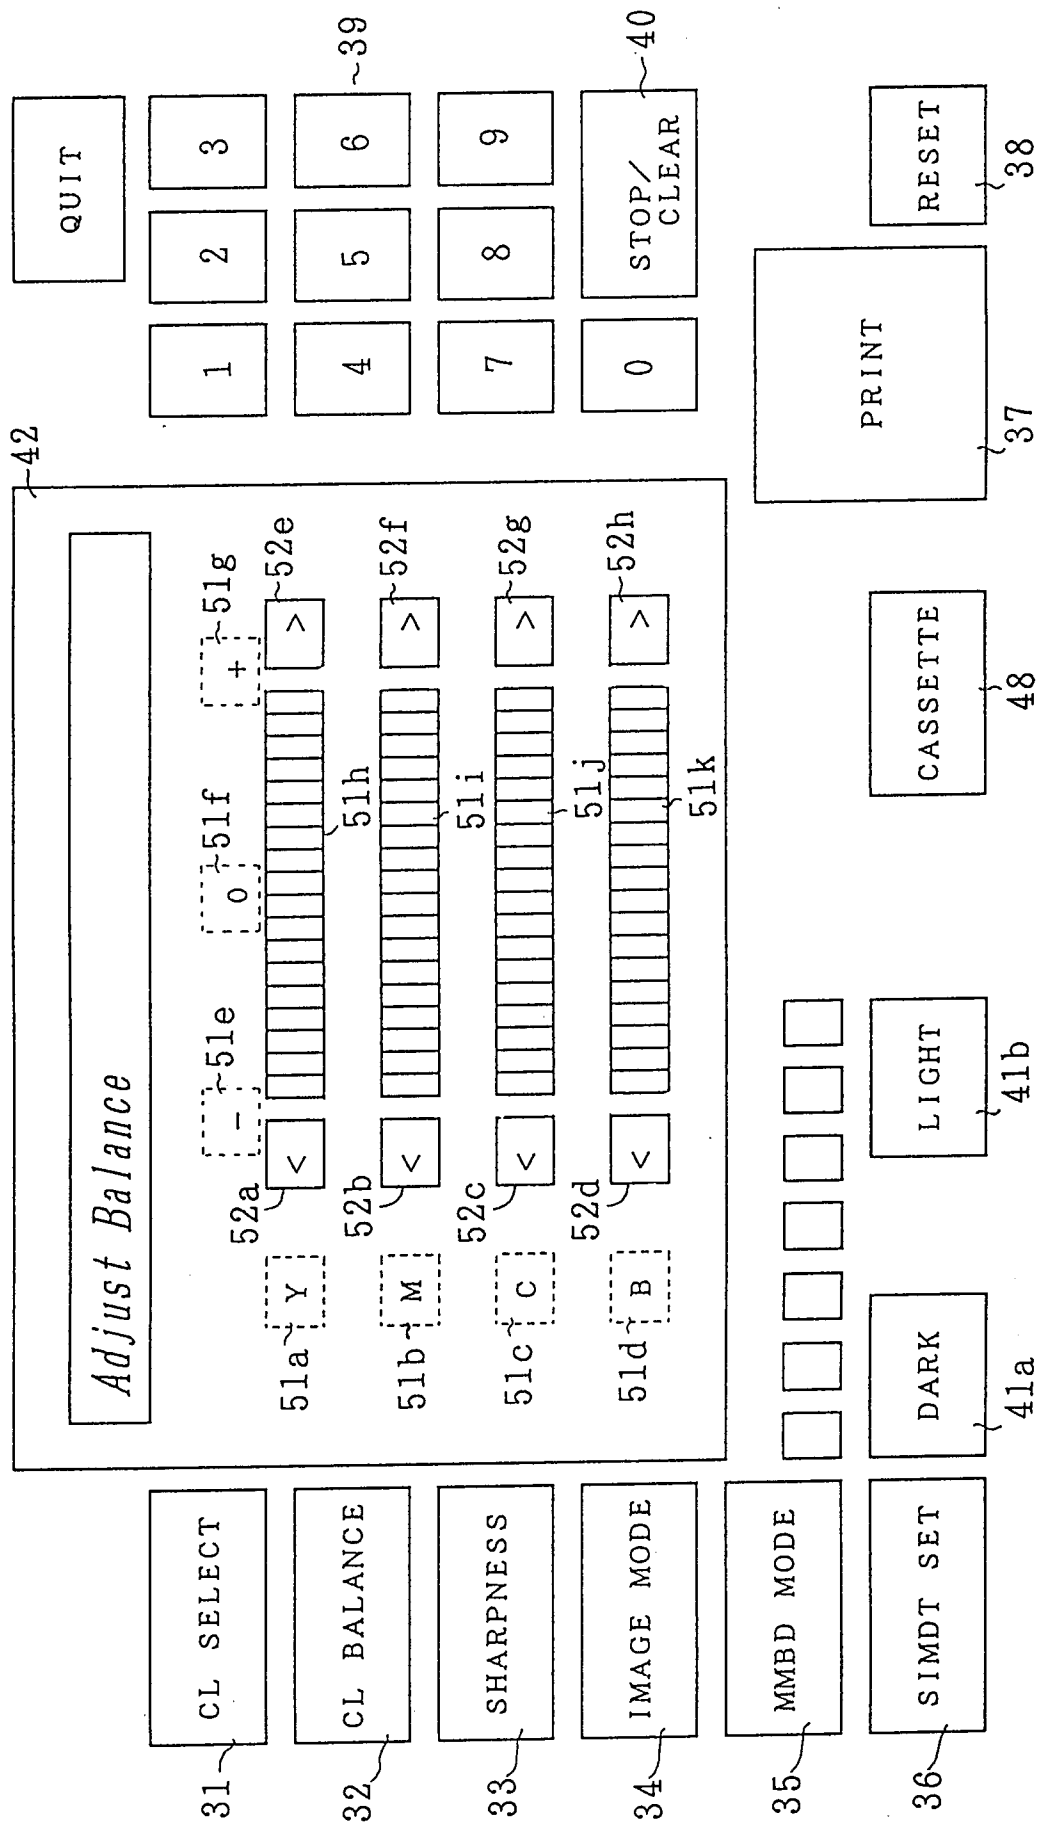 42
QUIT
Adjust Balance
31
CL SELECT
1
2
3
51e
51f
51g
-
0
+
51a
Y
52a
<
>
52e
51h
32
CL BALANCE
4
5
6
39
51b
M
52b
<
>
52f
51i
33
SHARPNESS
7
8
9
51c
C
52c
<
>
52g
51j
34
IMAGE MODE
0
STOP/
CLEAR
40
51d
B
52d
<
>
52h
51k
35
MMBD MODE
36
SIMDT SET
DARK
41a
LIGHT
41b
CASSETTE
48
PRINT
37
RESET
38